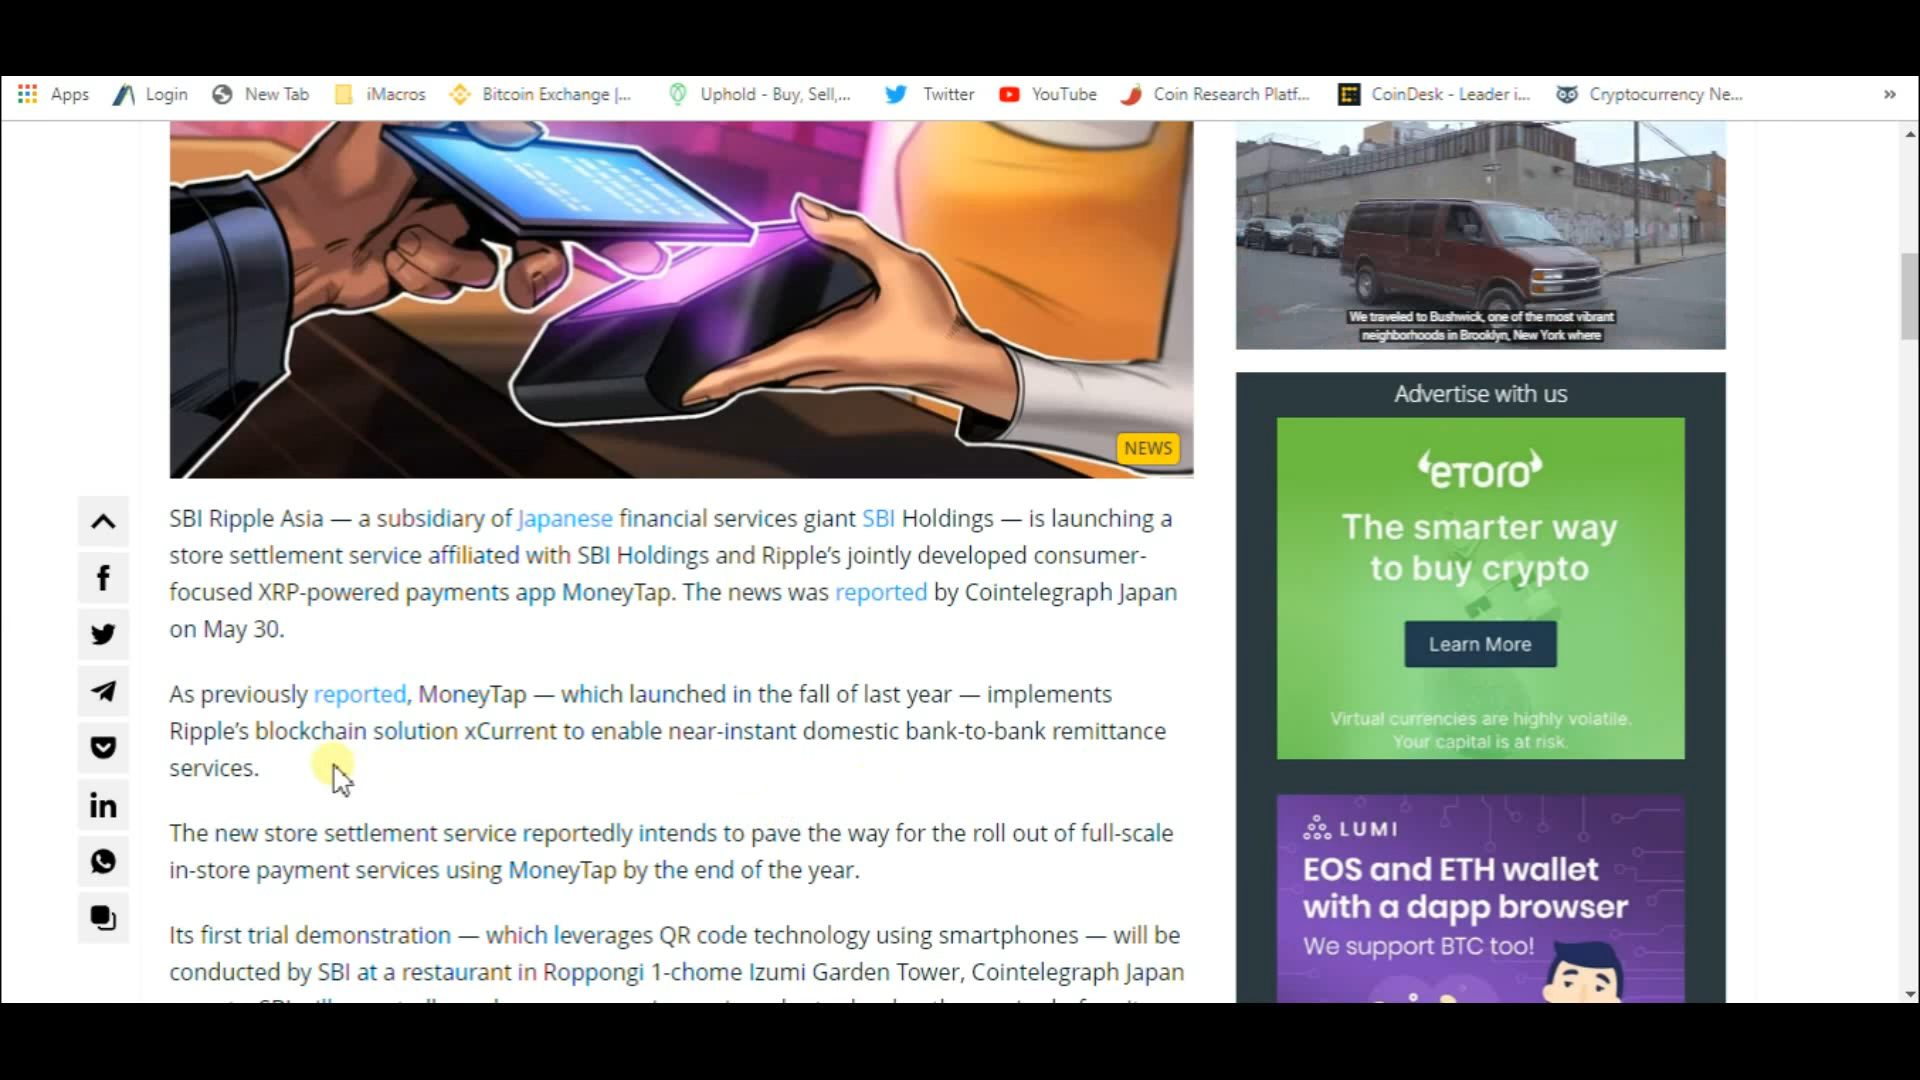 Apps
Login
New Tab
iMacros
Bitcoin Exchange |...
Uphold - Buy, Sell,...
Twitter
YouTube
Coin Research Platf...
CoinDesk - Leader i...
Cryptocurrency Ne...
»
We traveled to Bushwick, one of the most vibrant
neighborhoods in Brooklyn, New York where
NEWS
SBI Ripple Asia — a subsidiary of Japanese financial services giant SBI Holdings — is launching a
store settlement service affiliated with SBI Holdings and Ripple's jointly developed consumer-
focused XRP-powered payments app MoneyTap. The news was reported by Cointelegraph Japan
on May 30.
As previously reported, MoneyTap — which launched in the fall of last year — implements
Ripple's blockchain solution xCurrent to enable near-instant domestic bank-to-bank remittance
services.
The new store settlement service reportedly intends to pave the way for the roll out of full-scale
in-store payment services using MoneyTap by the end of the year.
Its first trial demonstration — which leverages QR code technology using smartphones — will be
conducted by SBI at a restaurant in Roppongi 1-chome Izumi Garden Tower, Cointelegraph Japan
Advertise with us
eToro
The smarter way
to buy crypto
Learn More
Virtual currencies are highly volatile.
Your capital is at risk.
LUMI
EOS and ETH wallet
with a dapp browser
We support BTC too!